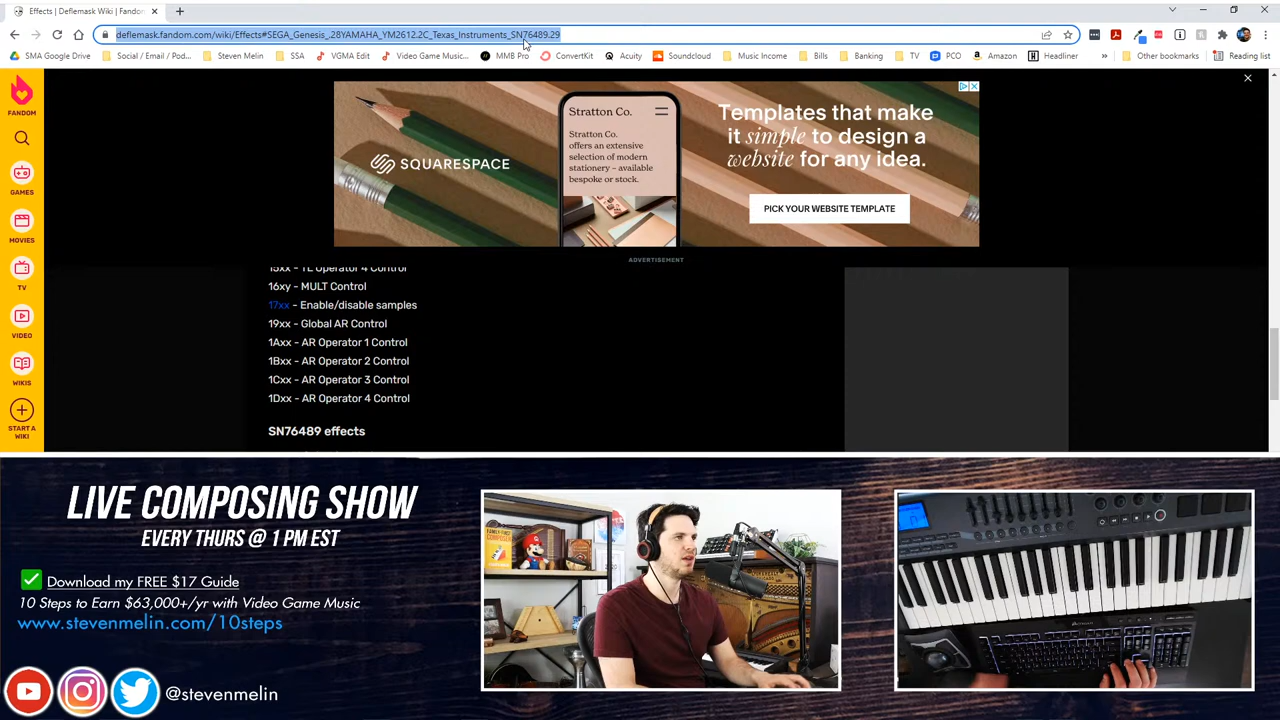 Effects | Deflemask Wiki | Fandom
deflemask.fandom.com/wiki/Effects#SEGA_Genesis_.28YAMAHA_YM2612.2C_Texas_Instruments_SN76489.29
SMA Google Drive
Social / Email / Pod...
Steven Melin
SSA
VGMA Edit
Video Game Music...
MMB Pro
ConvertKit
Acuity
Soundcloud
Music Income
Bills
Banking
TV
PCO
Amazon
Headliner
Other bookmarks
Reading list
FANDOM
GAMES
MOVIES
TV
VIDEO
WIKIS
START A
WIKI
SQUARESPACE
Stratton Co.
Stratton Co.
offers an extensive
selection of modern
stationery – available
bespoke or stock.
Templates that make
it simple to design a
website for any idea.
PICK YOUR WEBSITE TEMPLATE
ADVERTISEMENT
15xx - TL Operator 4 Control
16xy - MULT Control
17xx - Enable/disable samples
19xx - Global AR Control
1Axx - AR Operator 1 Control
1Bxx - AR Operator 2 Control
1Cxx - AR Operator 3 Control
1Dxx - AR Operator 4 Control
SN76489 effects
LIVE COMPOSING SHOW
EVERY THURS @ 1 PM EST
Download my FREE $17 Guide
10 Steps to Earn $63,000+/yr with Video Game Music
www.stevenmelin.com/10steps
@stevenmelin